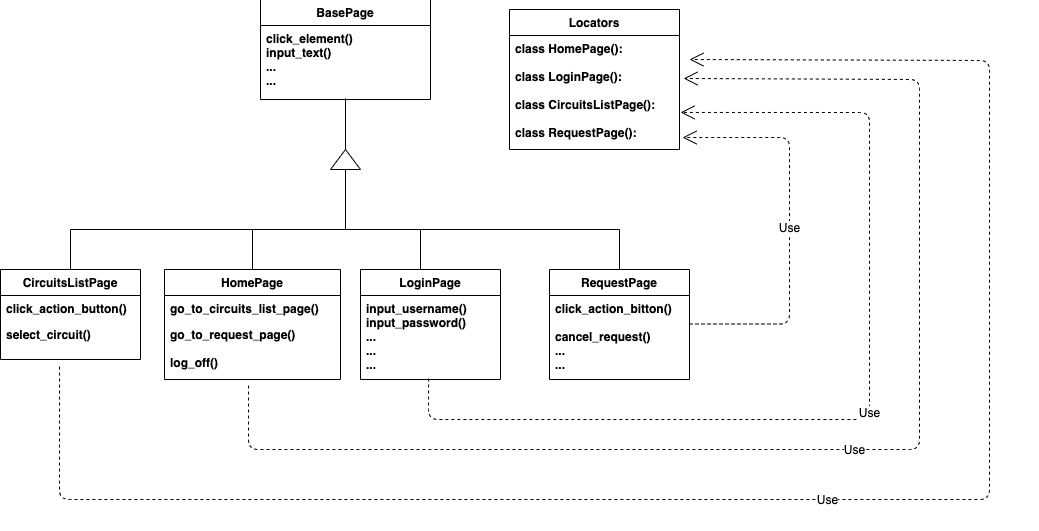 BasePage
click_element()
input_text()
...
...
Locators
class HomePage():
class LoginPage():
class CircuitsListPage():
class RequestPage():
Use
CircuitsListPage
click_action_button()
select_circuit()
HomePage
go_to_circuits_list_page()
go_to_request_page()
log_off()
LoginPage
input_username()
input_password()
...
...
...
RequestPage
click_action_bitton()
cancel_request()
...
...
Use
Use
Use